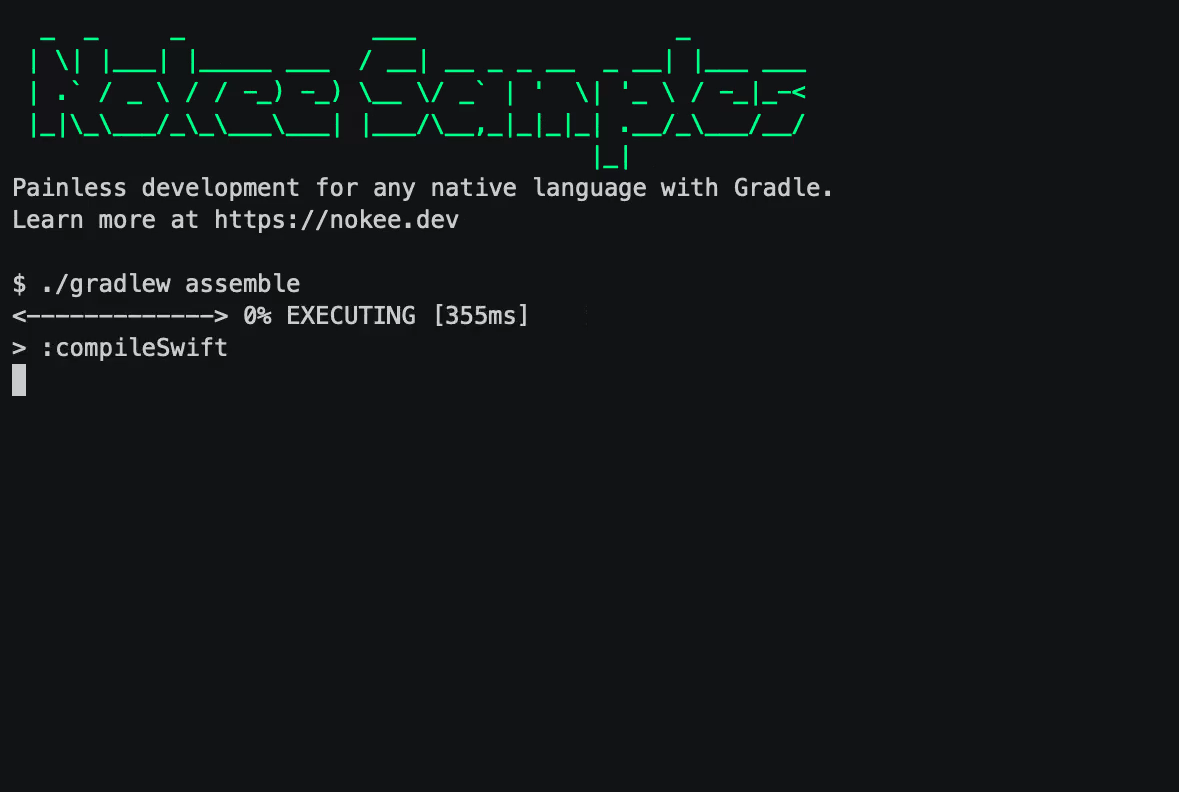 Nokee Samples
Painless development for any native language with Gradle.
Learn more at https://nokee.dev
$ ./gradlew assemble
<-------------> 0% EXECUTING [355ms]
> :compileSwift